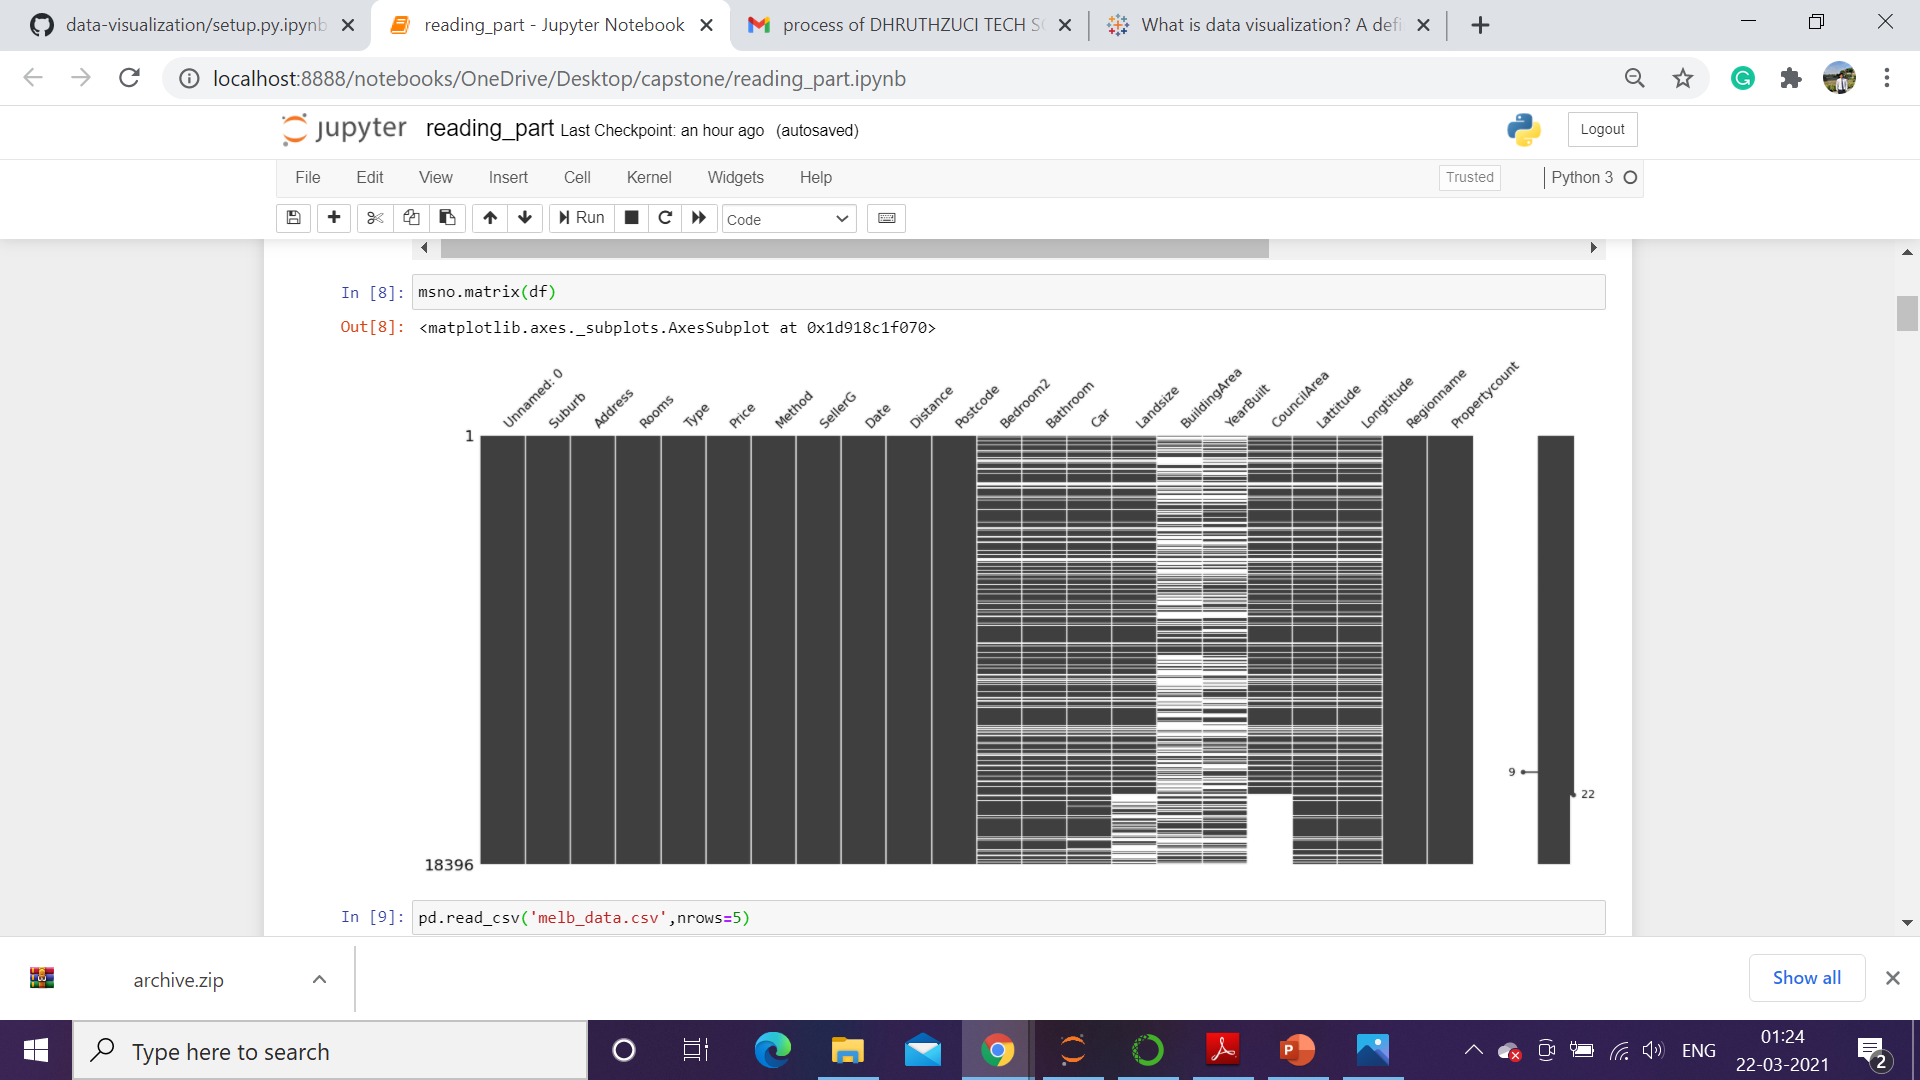 data-visualization/setup.py.ipynb
reading_part - Jupyter Notebook
process of DHRUTHZUCI TECH
What is data visualization? A defi
localhost:8888/notebooks/OneDrive/Desktop/capstone/reading_part.ipynb
jupyter reading_part Last Checkpoint: an hour ago (autosaved)
Logout
File Edit View Insert Cell Kernel Widgets Help
Trusted
Python 3
Run
Code
In [8]: msno.matrix(df)
Out[8]: <matplotlib.axes._subplots.AxesSubplot at 0x1d918c1f070>
Unnamed: 0
Suburb
Address
Rooms
Type
Price
Method
SellerG
Date
Distance
Postcode
Bedroom2
Bathroom
Car
Landsize
BuildingArea
YearBuilt
CouncilArea
Lattitude
Longtitude
Regionname
Propertycount
1
9
22
18396
In [9]: pd.read_csv('melb_data.csv',nrows=5)
archive.zip
Show all
Type here to search
ENG
01:24
22-03-2021
2